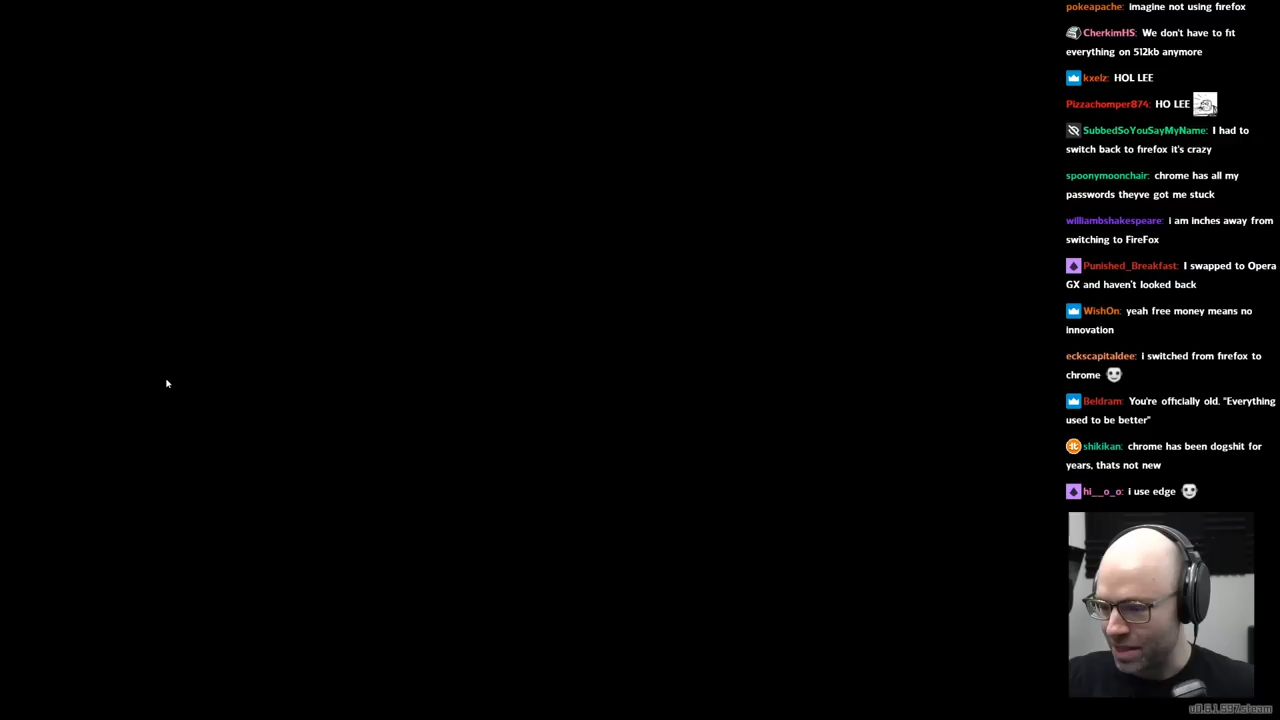 pokeapache: imagine not using firefox
CherkimHS: We don't have to fit
everything on 512kb anymore
kxelz: HOL LEE
Pizzachomper874: HO LEE
SubbedSoYouSayMyName: I had to
switch back to firefox it's crazy
spoonymoonchair: chrome has all my
passwords theyve got me stuck
williambshakespeare: i am inches away from
switching to FireFox
Punished_Breakfast: I swapped to Opera
GX and haven't looked back
WishOn: yeah free money means no
innovation
eckscapitaldee: i switched from firefox to
chrome
Beldram: You're officially old. "Everything
used to be better"
shikikan: chrome has been dogshit for
years, thats not new
hi__o_o: i use edge